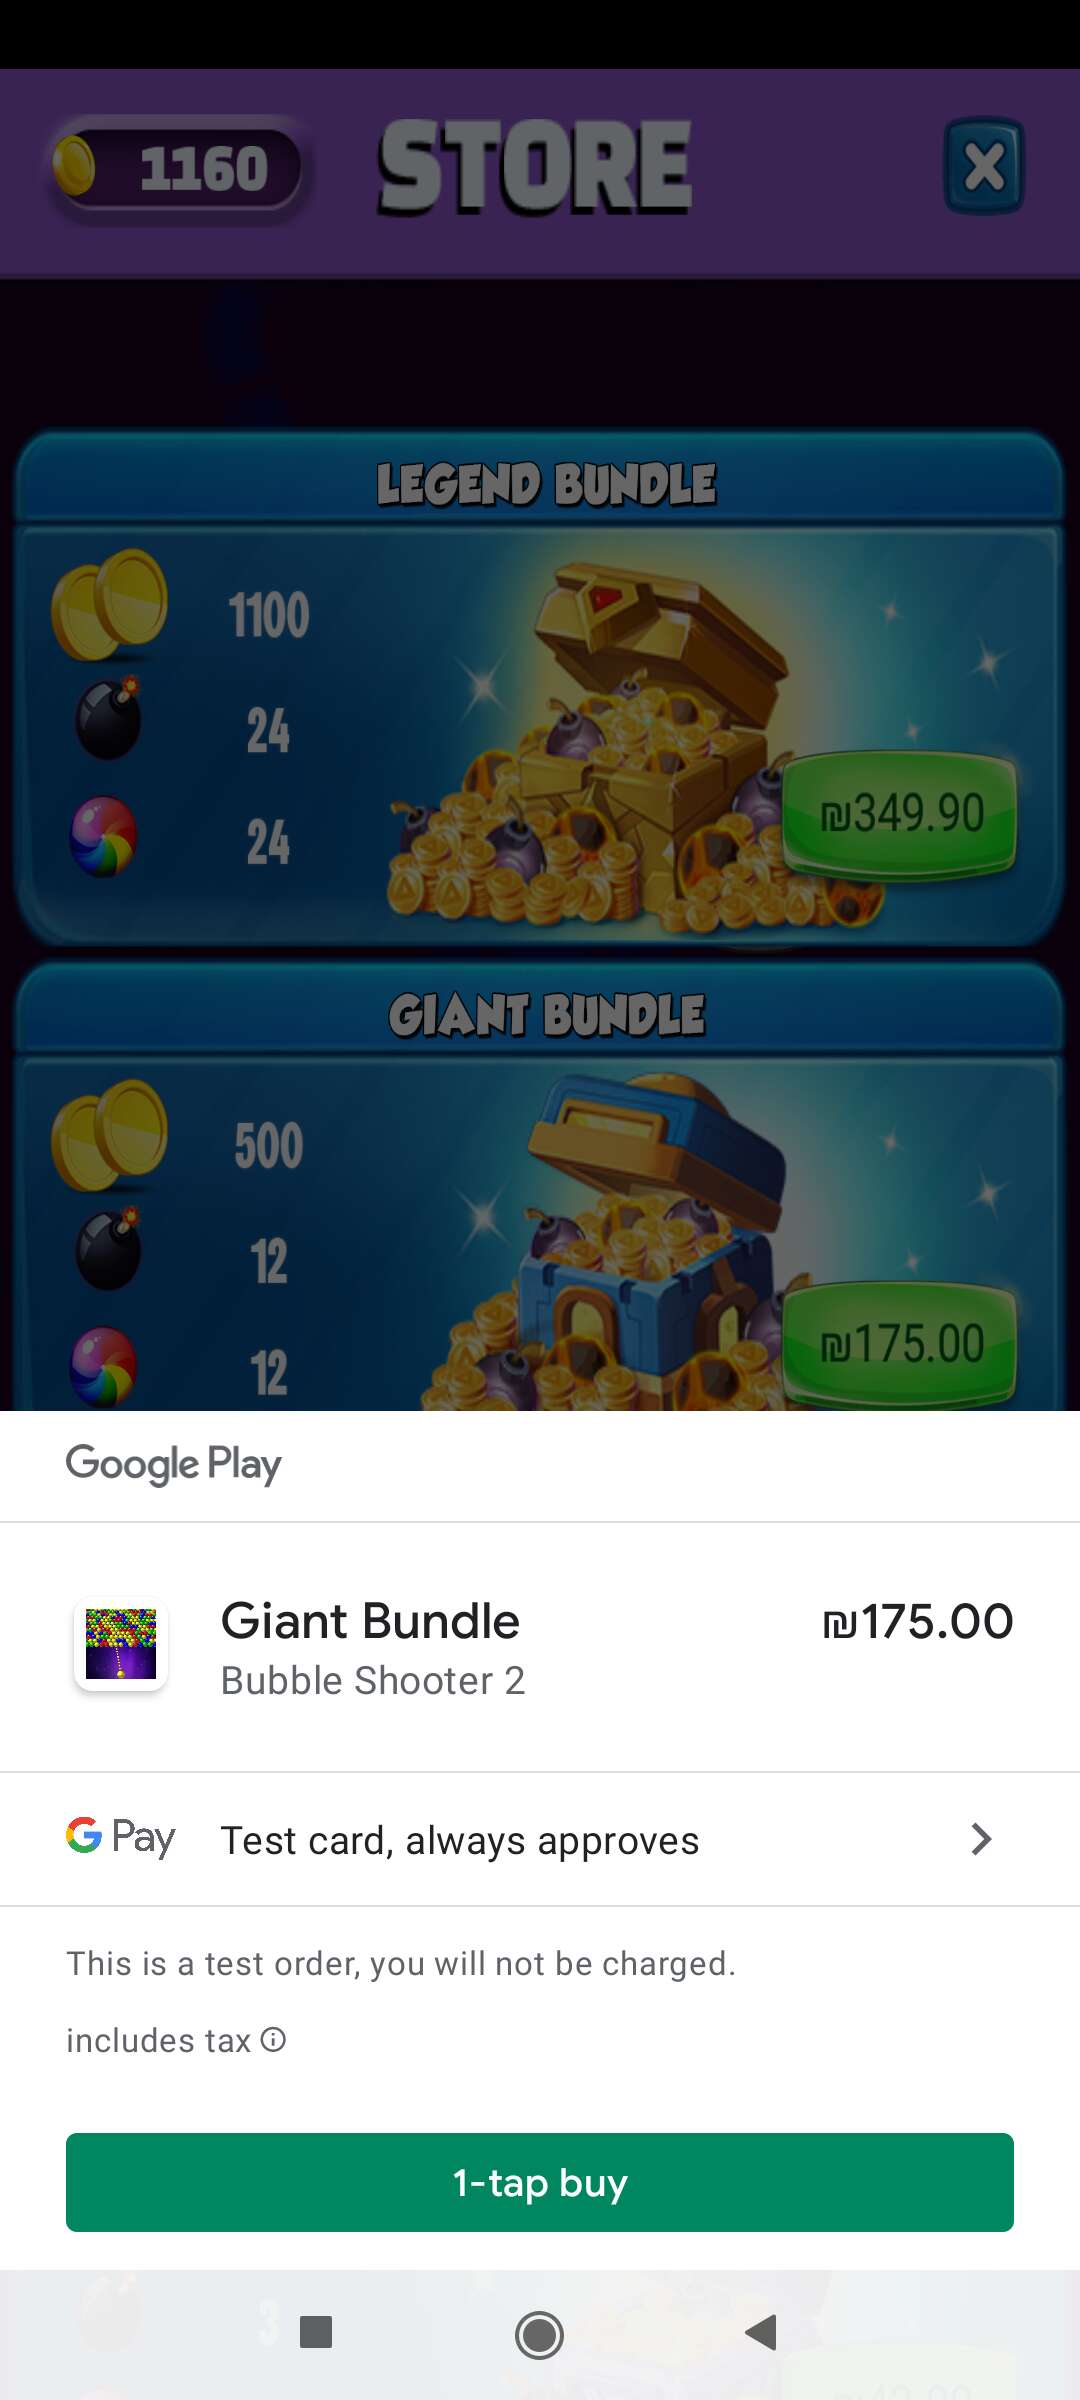 1160
STORE
LEGEND BUNDLE
1100
24
24
₪349.90
GIANT BUNDLE
500
12
12
₪175.00
Google Play
Giant Bundle
₪175.00
Bubble Shooter 2
G Pay
Test card, always approves
This is a test order, you will not be charged.
includes tax
1-tap buy
3